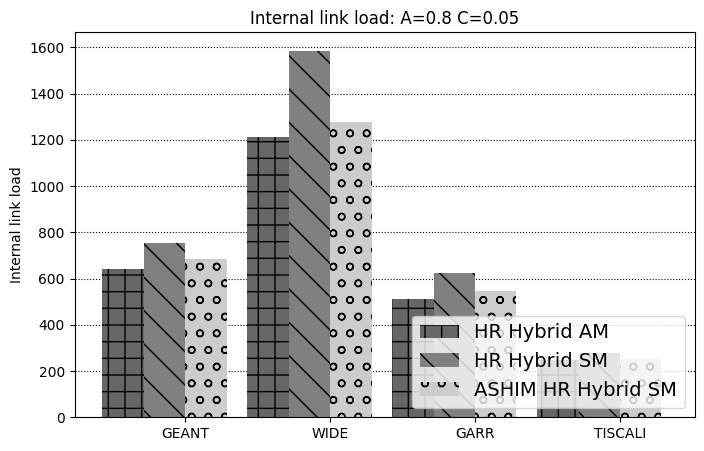 Internal link load: A=0.8 C=0.05
Internal link load
1600
1400
1200
1000
800
600
400
200
0
HR Hybrid AM
HR Hybrid SM
ASHIM HR Hybrid SM
GEANT WIDE GARR TISCALI